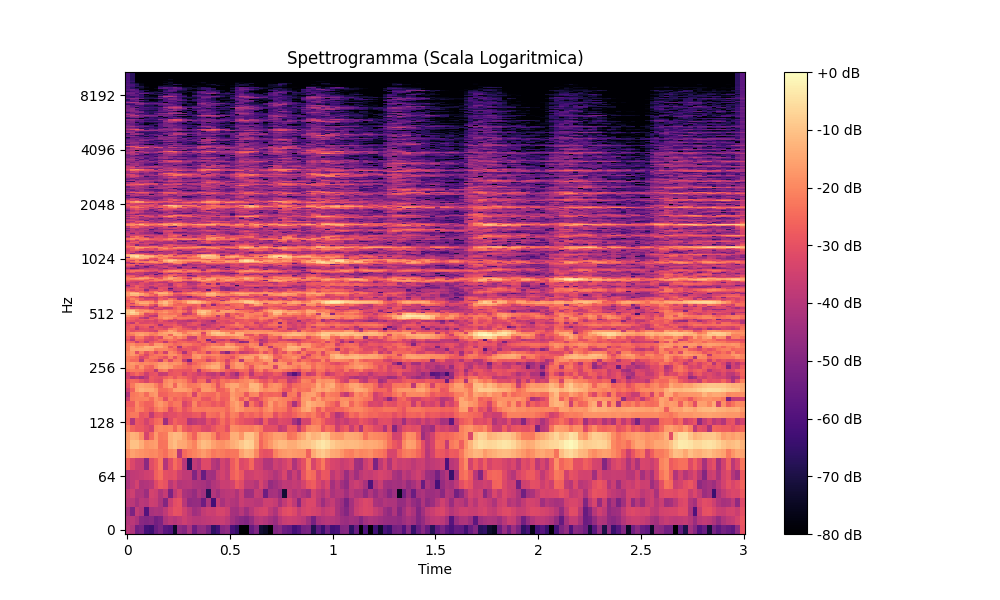 Spettrogramma (Scala Logaritmica)
8192
4096
2048
1024
512
256
128
64
0
Hz
0
0.5
1
1.5
2
2.5
3
Time
+0 dB
-10 dB
-20 dB
-30 dB
-40 dB
-50 dB
-60 dB
-70 dB
-80 dB